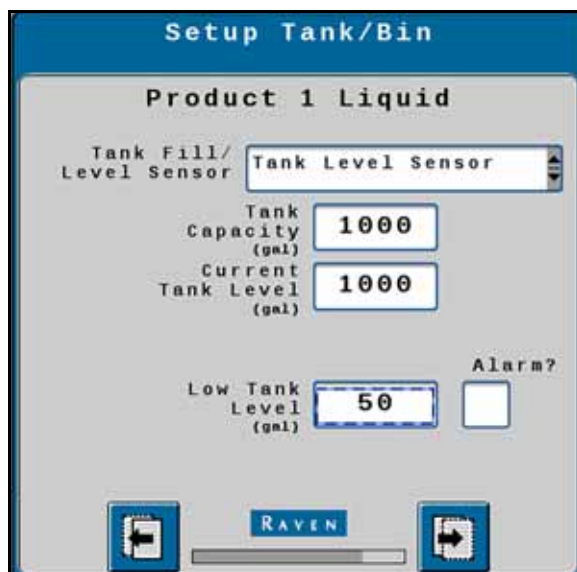 Setup Tank/Bin
Product 1 Liquid
Tank Fill/
Level Sensor
Tank Level Sensor
Tank
Capacity
(gal)
1000
Current
Tank Level
(gal)
1000
Alarm?
Low Tank
Level
(gal)
50
RAVEN